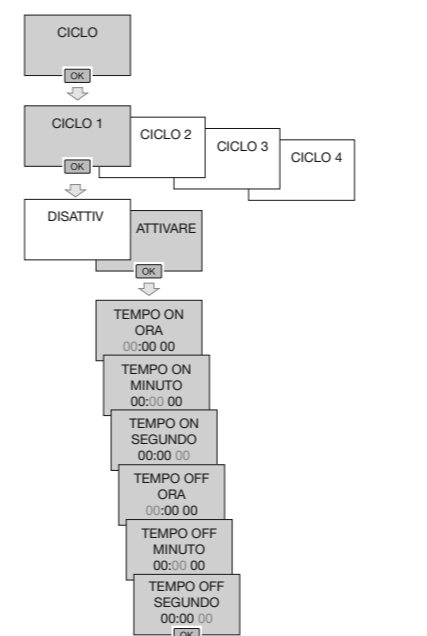 CICLO
OK
CICLO 1
CICLO 2
CICLO 3
CICLO 4
OK
DISATTIV
ATTIVARE
OK
TEMPO ON
ORA
00:00 00
TEMPO ON
MINUTO
00:00 00
TEMPO ON
SEGUNDO
00:00 00
TEMPO OFF
ORA
00:00 00
TEMPO OFF
MINUTO
00:00 00
TEMPO OFF
SEGUNDO
00:00 00
OK